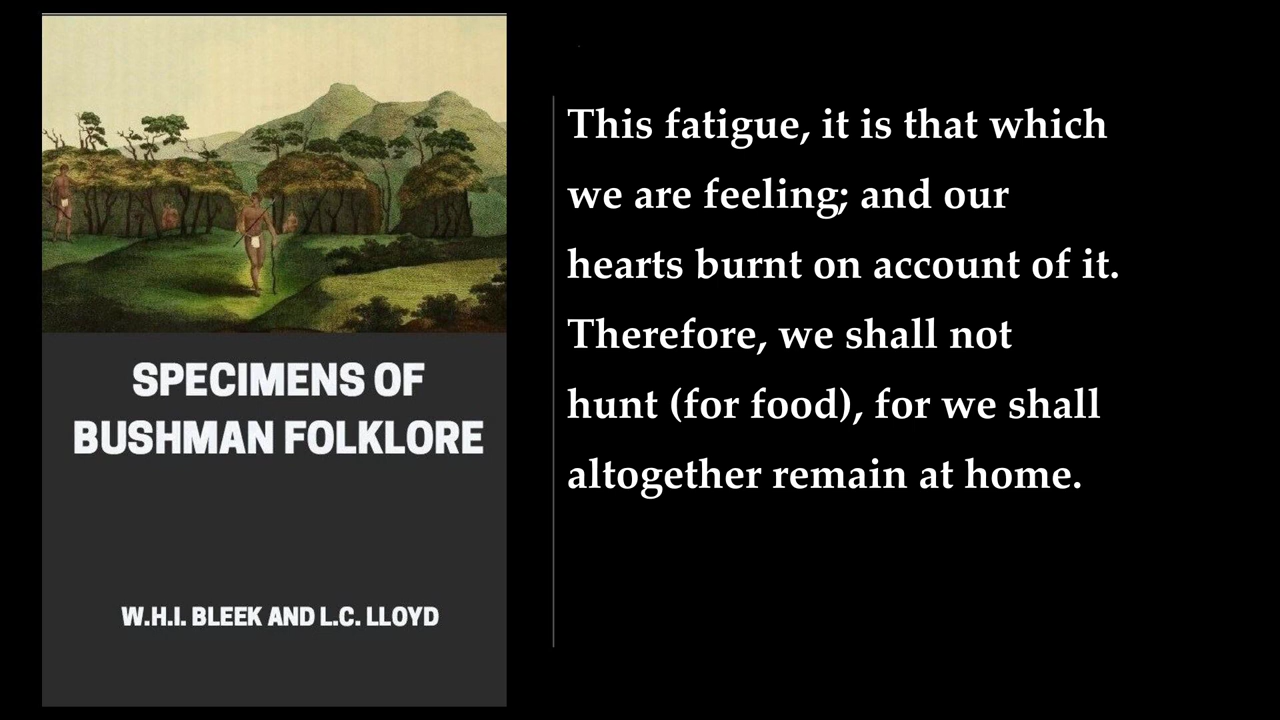 SPECIMENS OF
BUSHMAN FOLKLORE
W.H.I. BLEEK AND L.C. LLOYD
This fatigue, it is that which
we are feeling; and our
hearts burnt on account of it.
Therefore, we shall not
hunt (for food), for we shall
altogether remain at home.